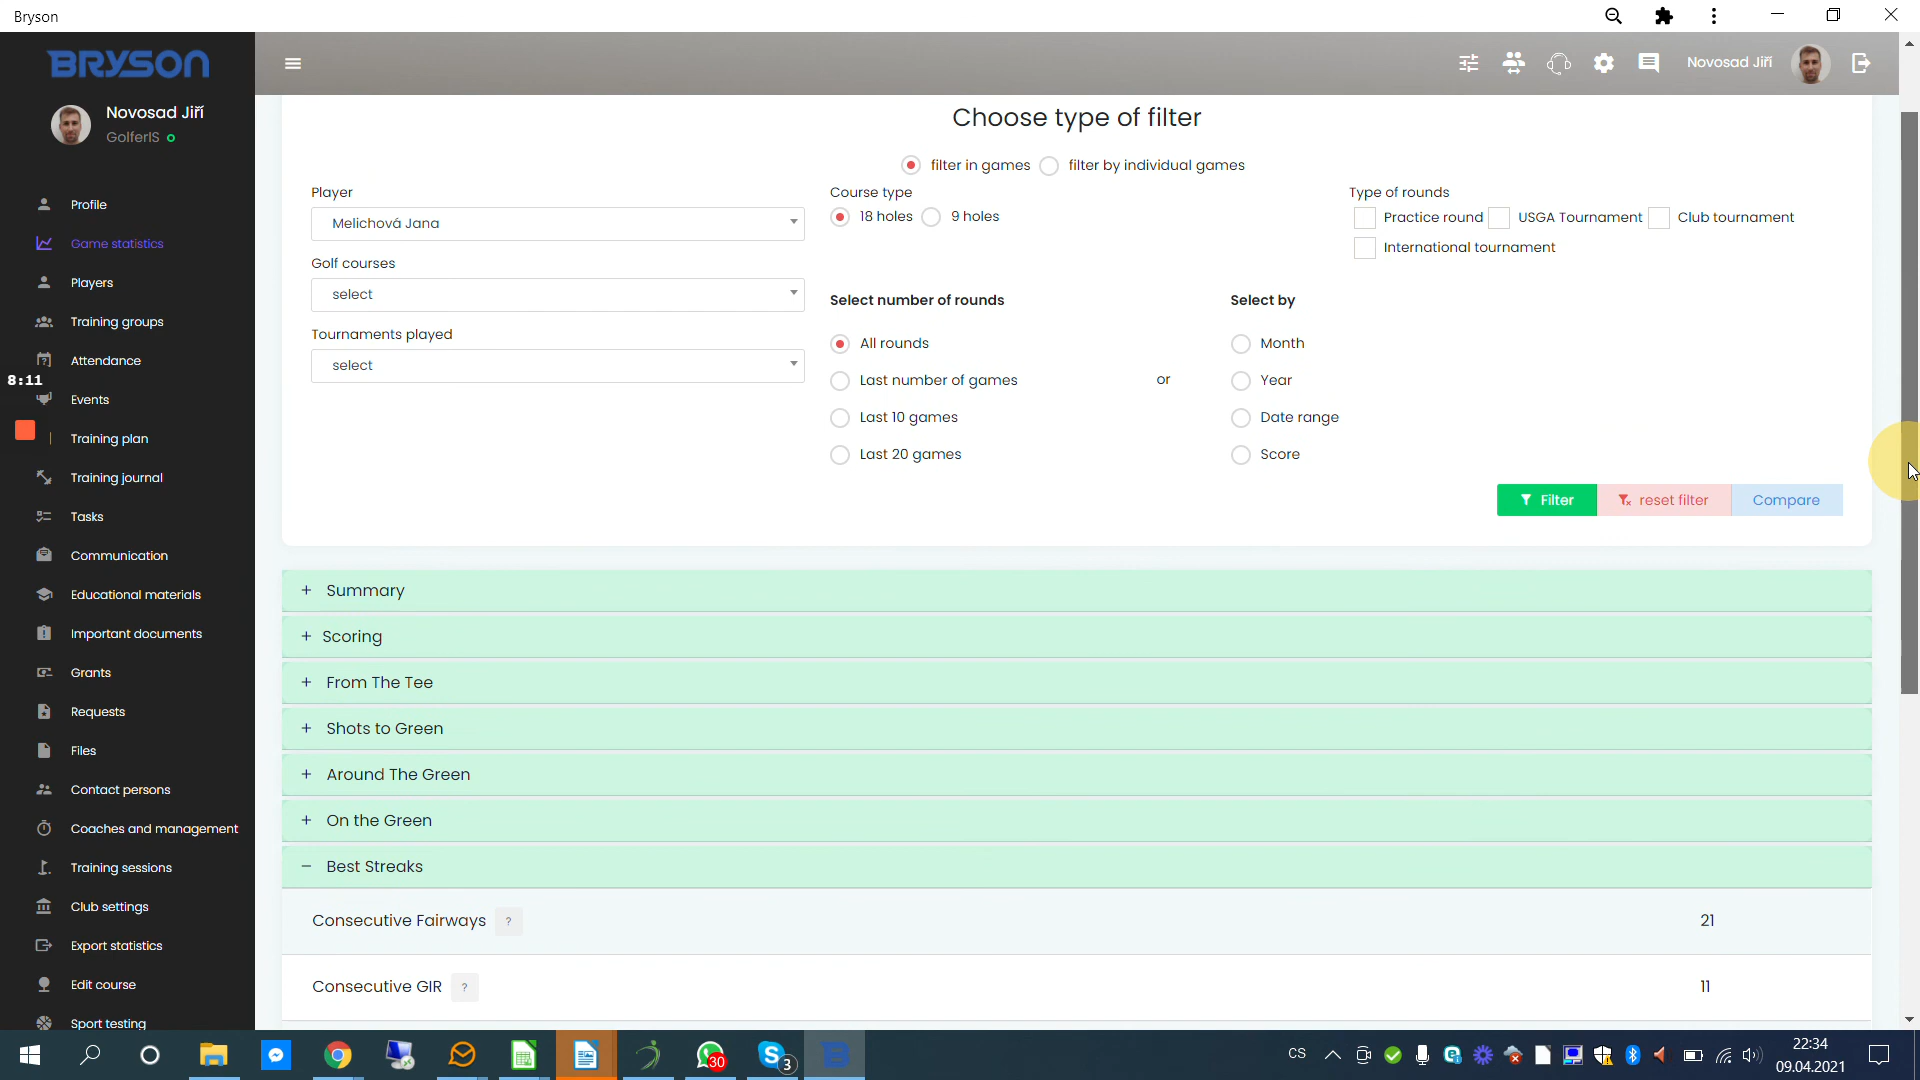 Bryson
BRYSON
Novosad Jiří
Novosad Jiří
GolferIS
Profile
Game statistics
Players
Training groups
Attendance
8:11
Events
Training plan
Training journal
Tasks
Communication
Educational materials
Important documents
Grants
Requests
Files
Contact persons
Coaches and management
Training sessions
Club settings
Export statistics
Edit course
Sport testing
Choose type of filter
filter in games filter by individual games
Player
Melichová Jana
Golf courses
select
Tournaments played
select
Course type
18 holes 9 holes
Type of rounds
Practice round USGA Tournament Club tournament
International tournament
Select number of rounds
All rounds
Last number of games
Last 10 games
Last 20 games
or
Select by
Month
Year
Date range
Score
Filter reset filter Compare
+ Summary
+ Scoring
+ From The Tee
+ Shots to Green
+ Around The Green
+ On the Green
− Best Streaks
Consecutive Fairways ? 21
Consecutive GIR ? 11
30
3
CS
22:34
09.04.2021